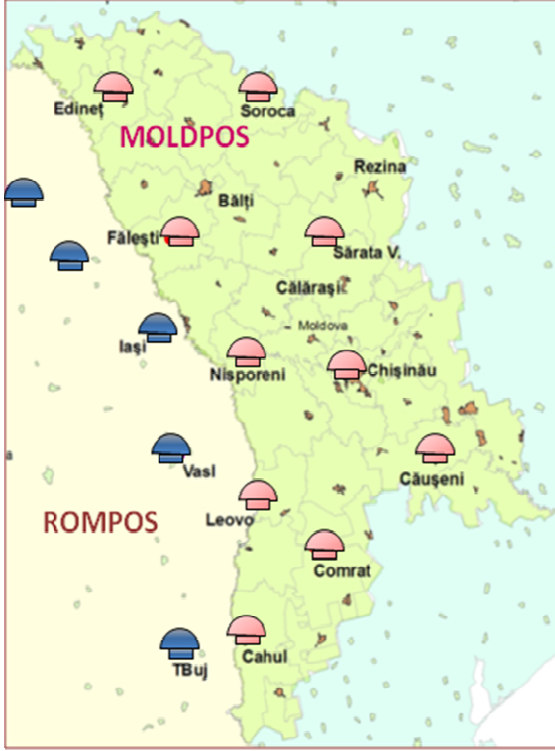 Edineț
Soroca
MOLDPOS
Rezina
Bălți
Fălești
Sărata V.
Călărași
Moldova
Iași
Nisporeni
Chișinău
Vasl
Căușeni
Leovo
ROMPOS
Comrat
Cahul
TBuj